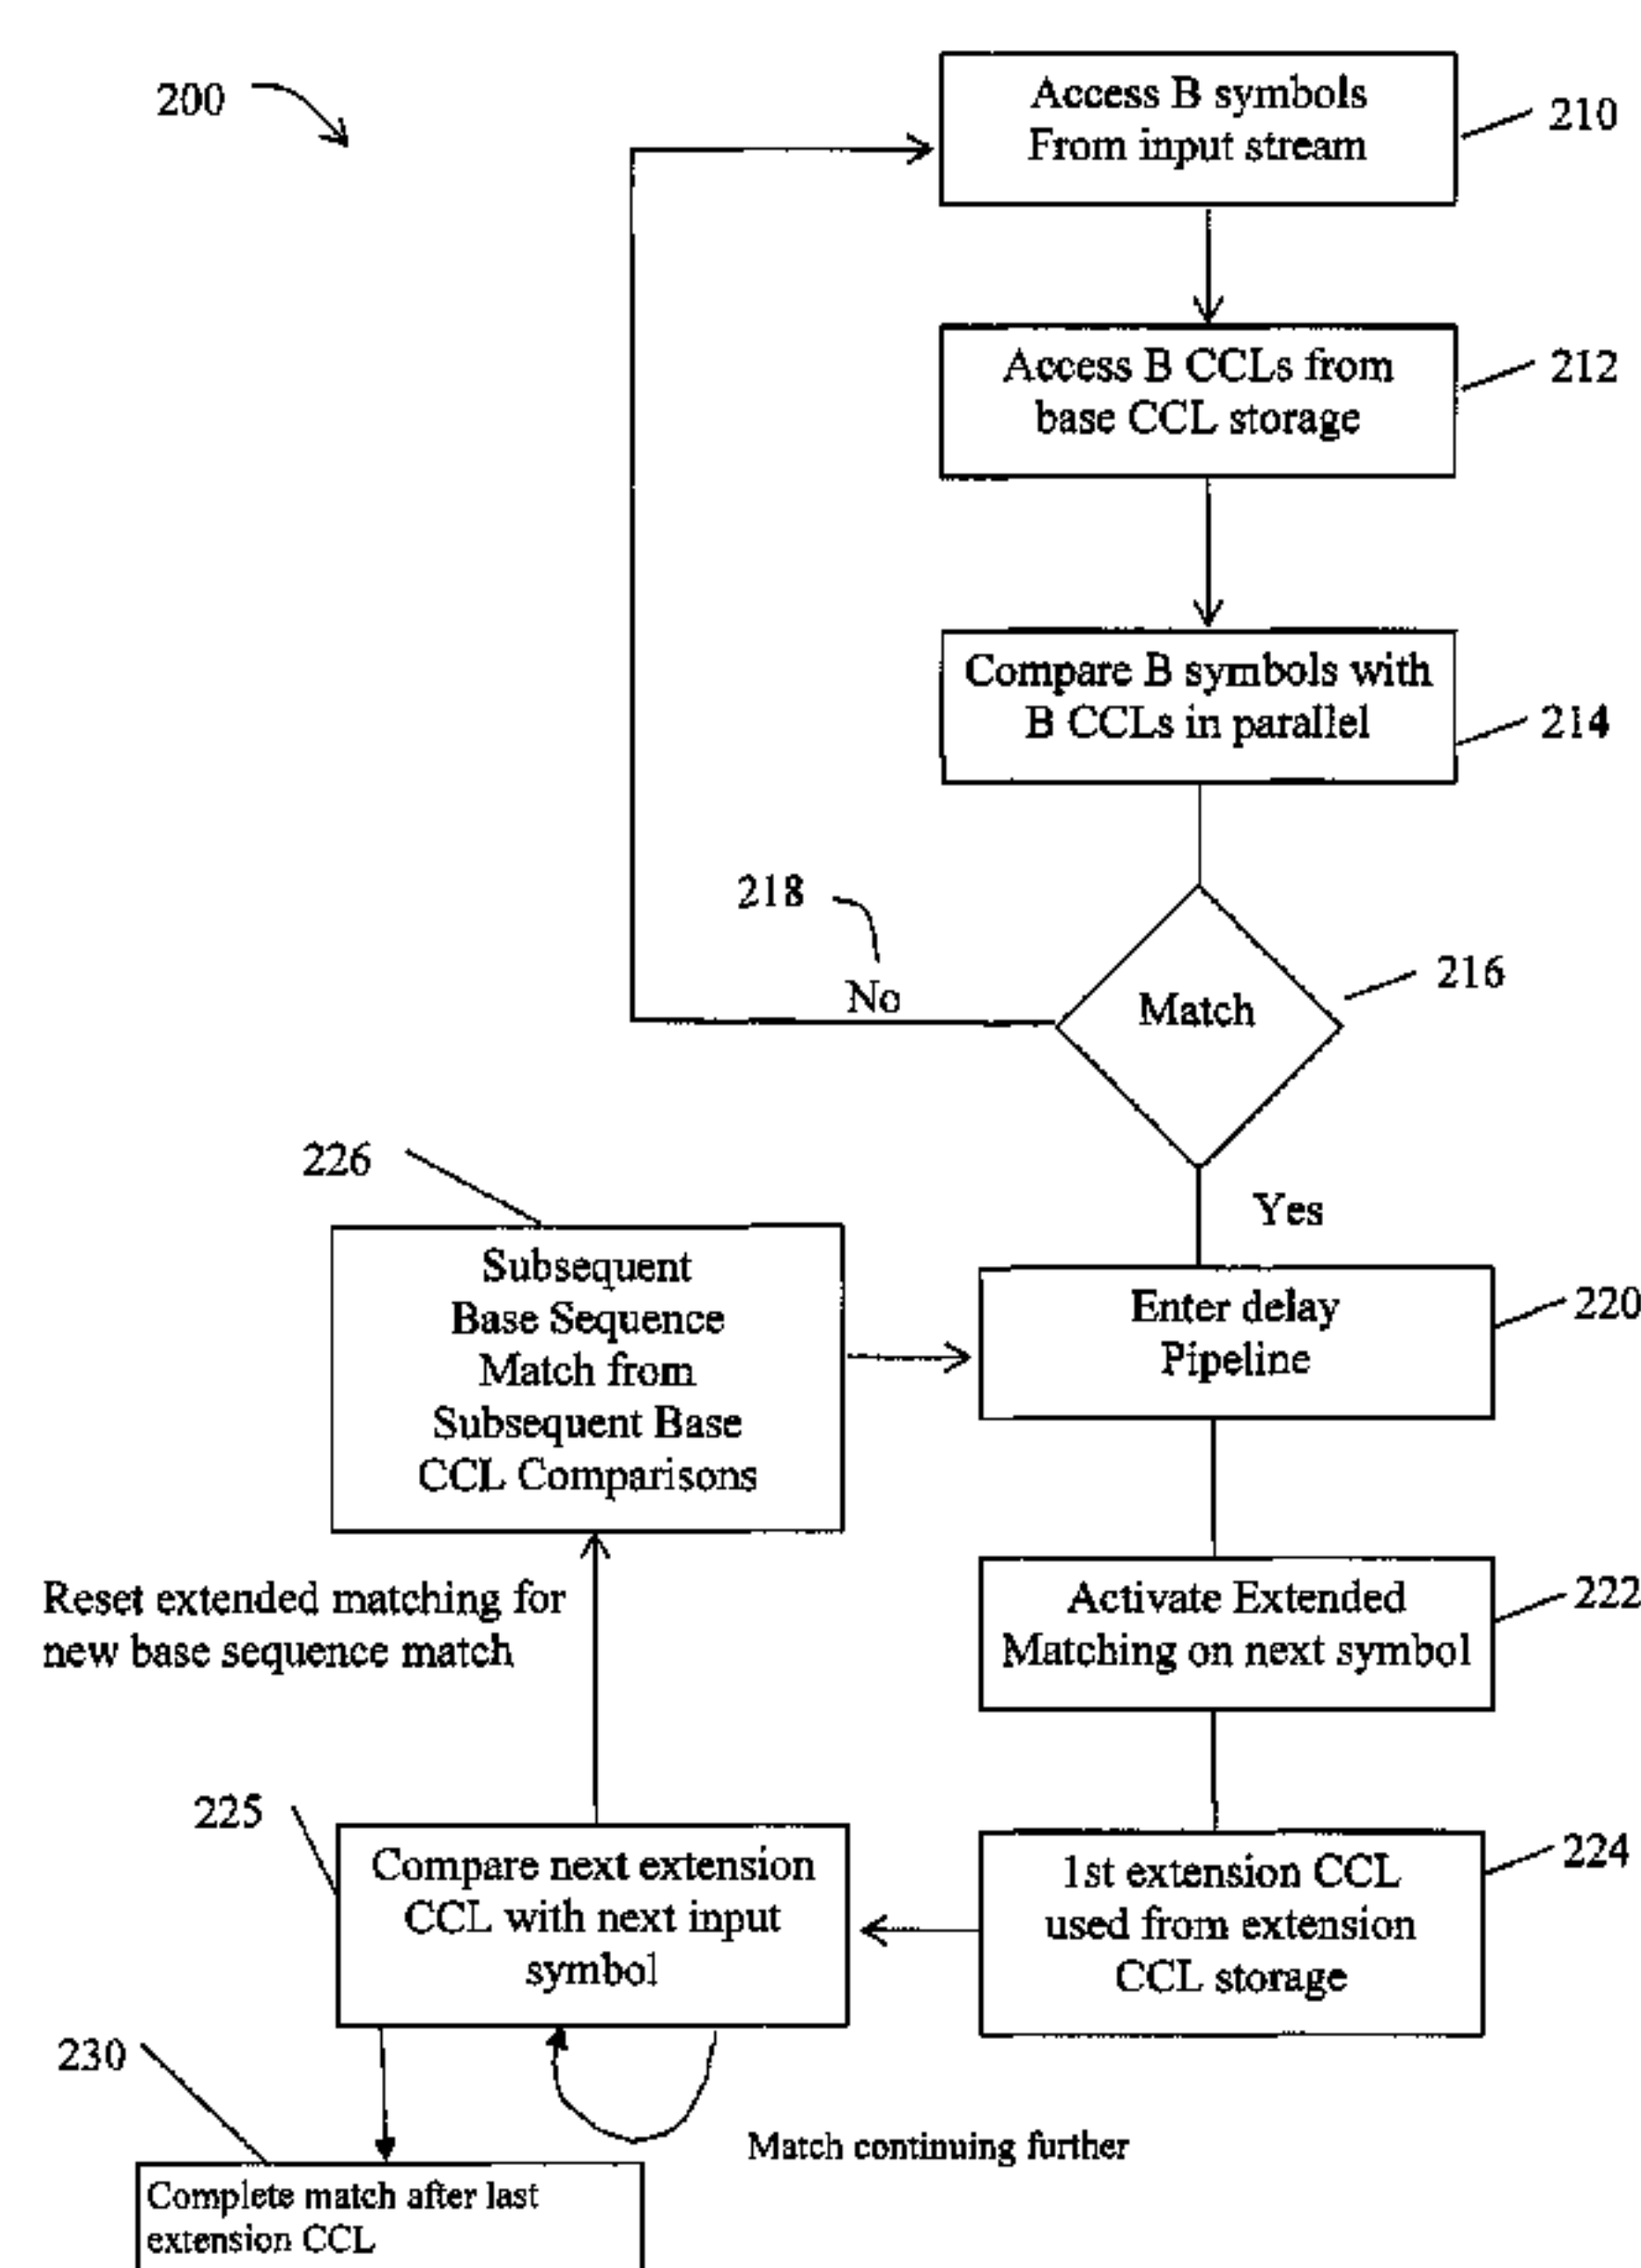 200
Access B symbols
From input stream
210
Access B CCLs from
base CCL storage
212
Compare B symbols with
B CCLs in parallel
214
218
No
Match
216
Yes
226
Subsequent
Base Sequence
Match from
Subsequent Base
CCL Comparisons
Enter delay
Pipeline
220
Reset extended matching for
new base sequence match
Activate Extended
Matching on next symbol
222
225
Compare next extension
CCL with next input
symbol
1st extension CCL
used from extension
CCL storage
224
230
Match continuing further
Complete match after last
extension CCL